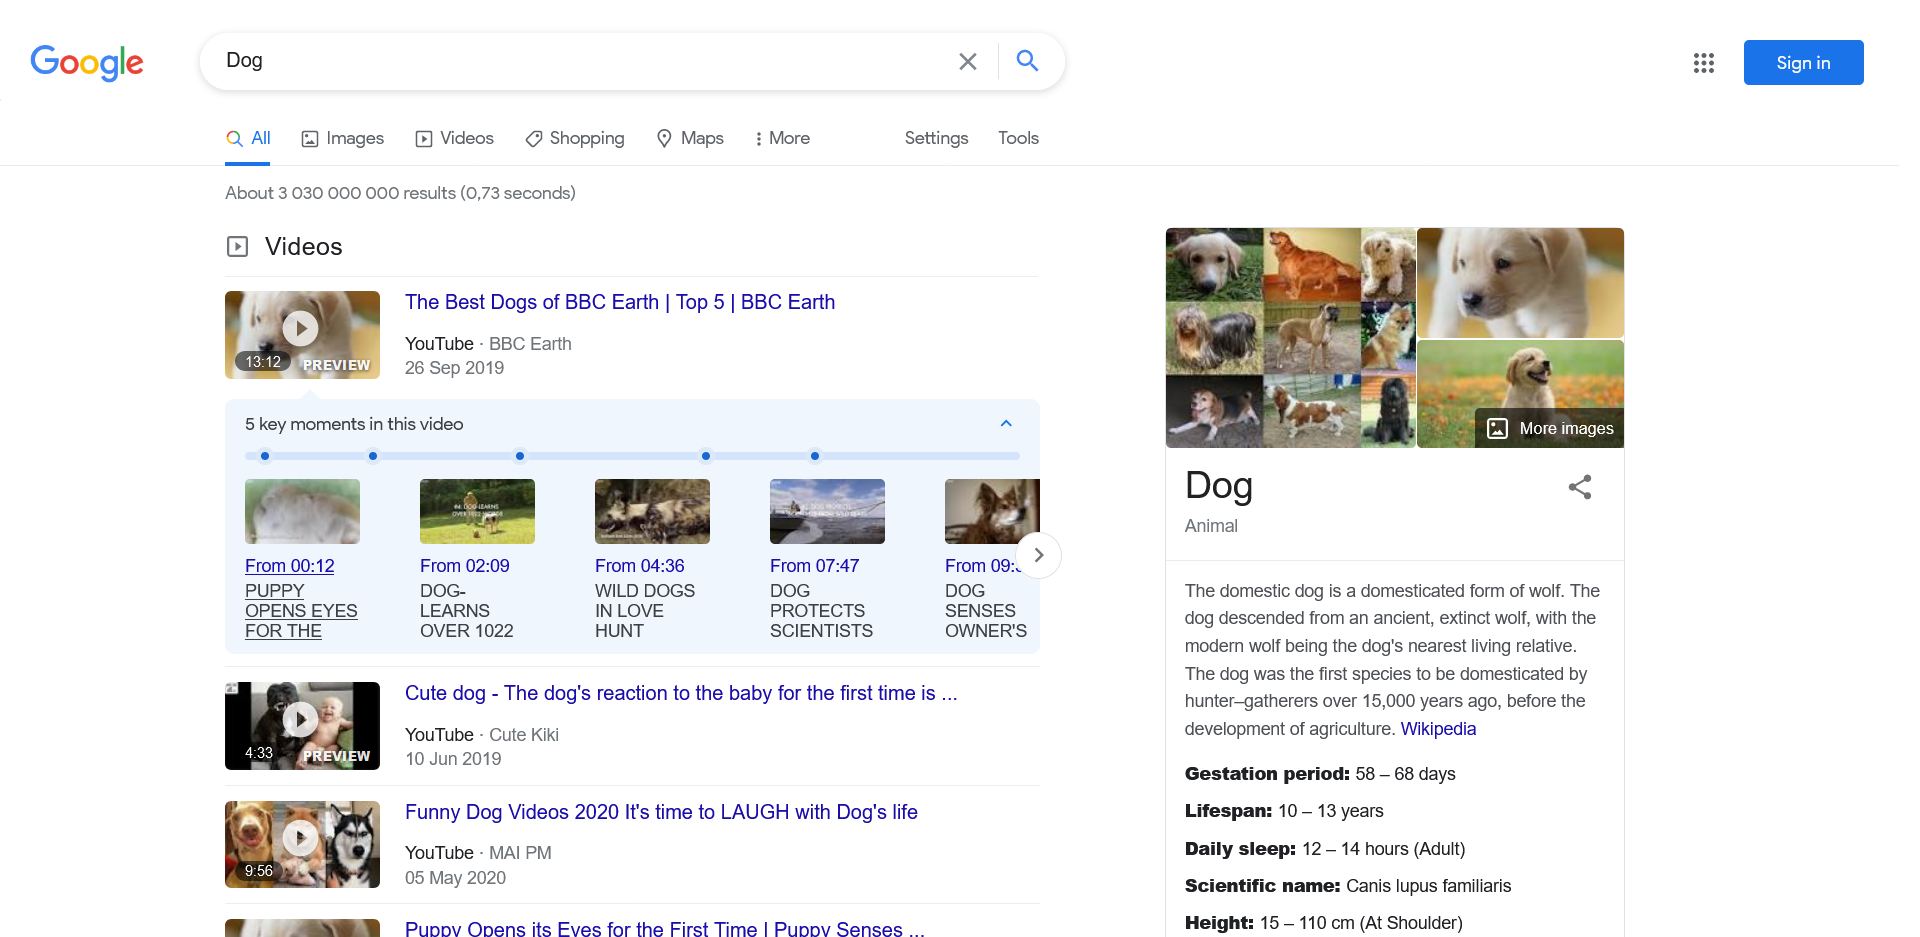 Google
Dog
Sign in
All
Images
Videos
Shopping
Maps
More
Settings
Tools
About 3 030 000 000 results (0,73 seconds)
Videos
The Best Dogs of BBC Earth | Top 5 | BBC Earth
YouTube · BBC Earth
26 Sep 2019
13:12
PREVIEW
5 key moments in this video
From 00:12
PUPPY
OPENS EYES
FOR THE
#4: DOG LEARNS
From 02:09
DOG-
LEARNS
OVER 1022
From 04:36
WILD DOGS
IN LOVE
HUNT
From 07:47
DOG
PROTECTS
SCIENTISTS
From 09:
DOG
SENSES
OWNER'S
Cute dog - The dog's reaction to the baby for the first time is ...
YouTube · Cute Kiki
10 Jun 2019
4:33
PREVIEW
Funny Dog Videos 2020 It's time to LAUGH with Dog's life
YouTube · MAI PM
05 May 2020
9:56
Puppy Opens its Eyes for the First Time | Puppy Senses ...
More images
Dog
Animal
The domestic dog is a domesticated form of wolf. The
dog descended from an ancient, extinct wolf, with the
modern wolf being the dog's nearest living relative.
The dog was the first species to be domesticated by
hunter–gatherers over 15,000 years ago, before the
development of agriculture. Wikipedia
Gestation period: 58 – 68 days
Lifespan: 10 – 13 years
Daily sleep: 12 – 14 hours (Adult)
Scientific name: Canis lupus familiaris
Height: 15 – 110 cm (At Shoulder)